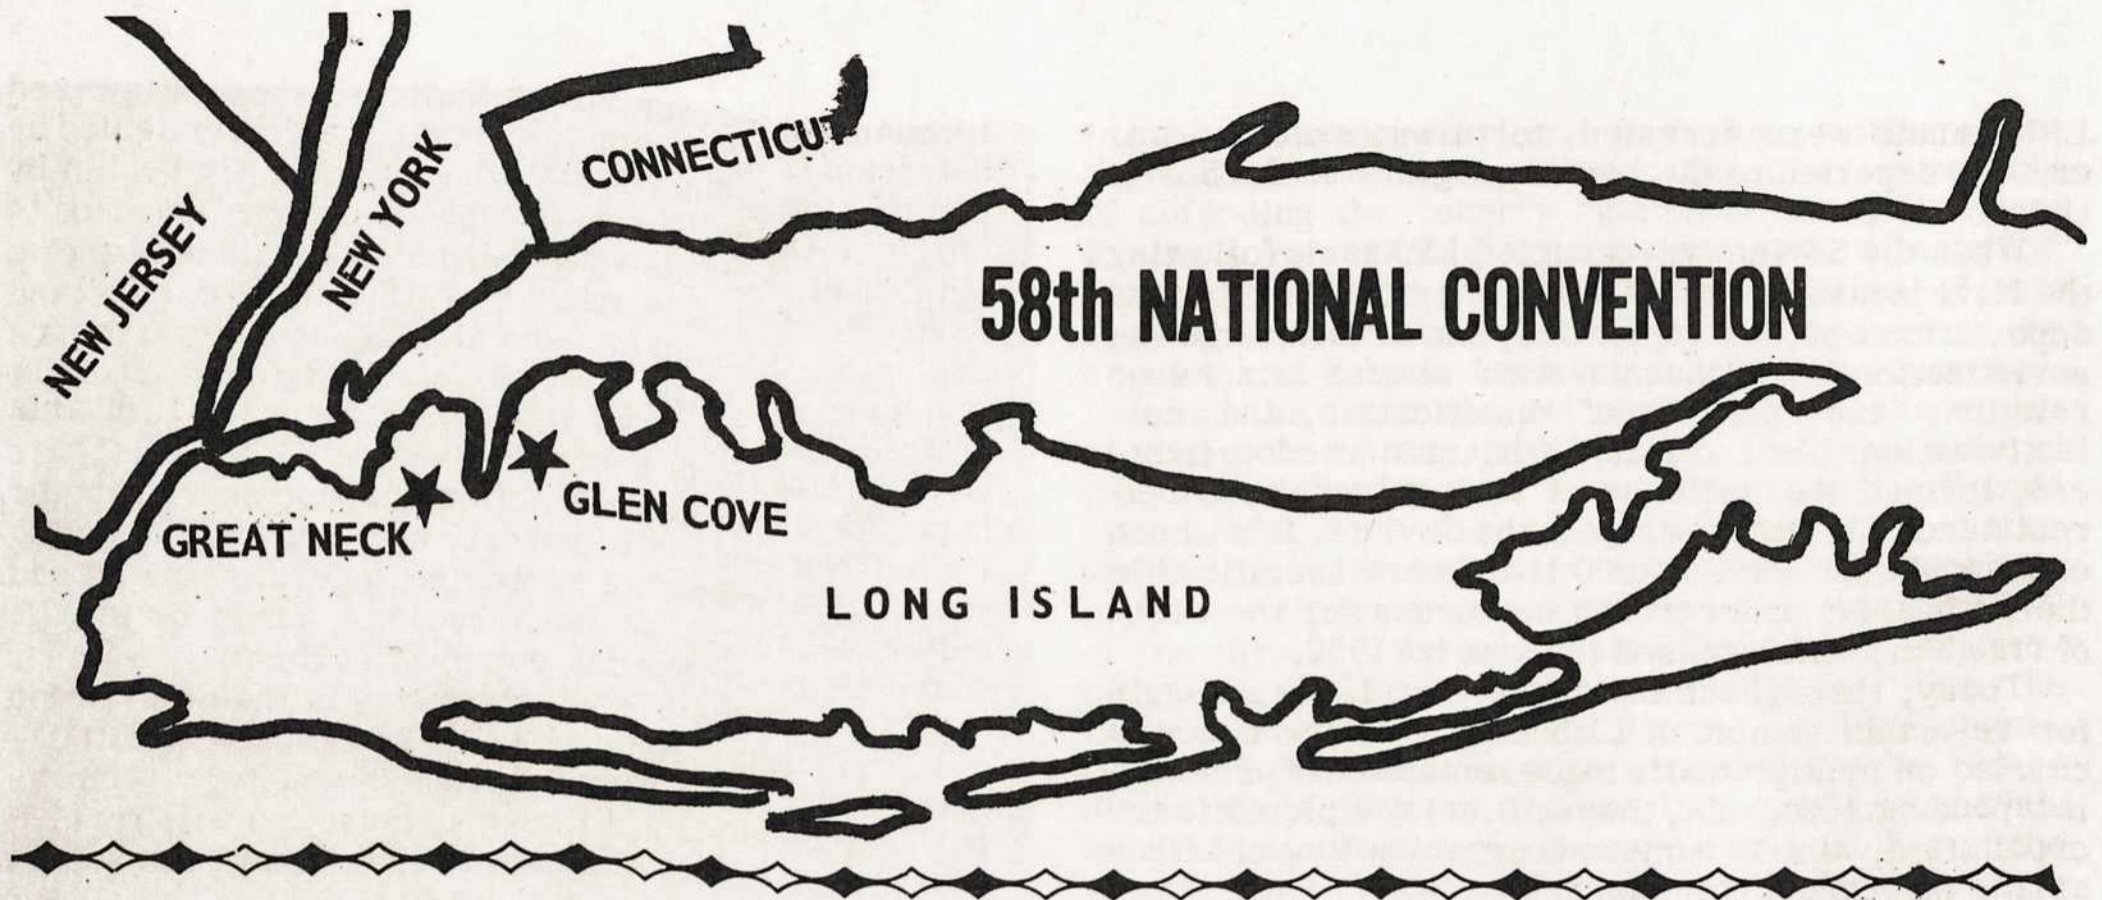 CONNECTICUT
NEW YORK
NEW JERSEY
58th NATIONAL CONVENTION
GLEN COVE
GREAT NECK
LONG ISLAND